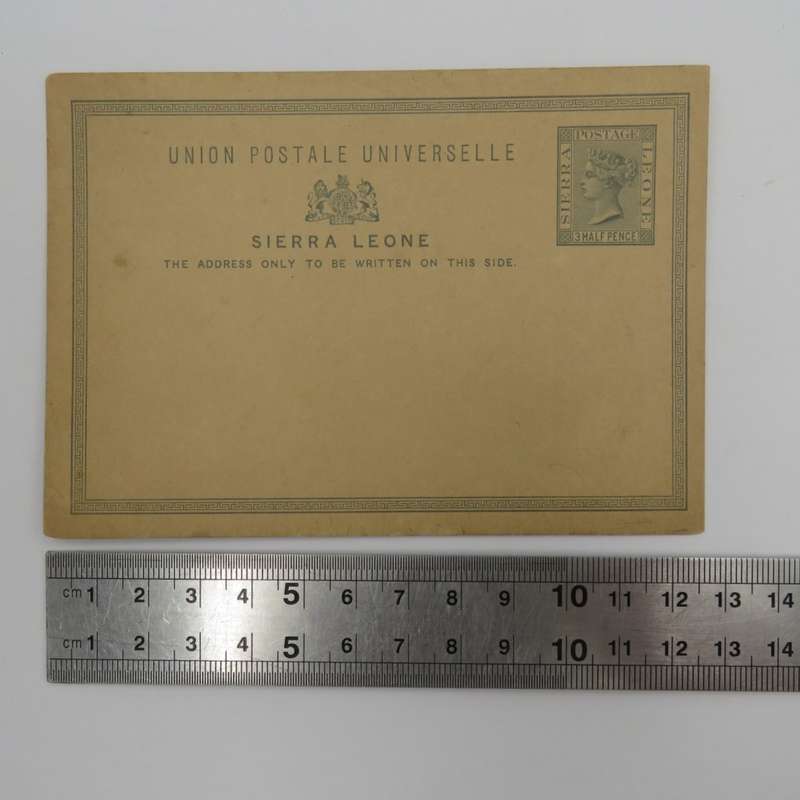 UNION POSTALE UNIVERSELLE
SIERRA LEONE
THE ADDRESS ONLY TO BE WRITTEN ON THIS SIDE.
POSTAGE
SIERRA
LEONE
3 HALF PENCE
cm 1 2 3 4 5 6 7 8 9 10 11 12 13 14
cm 1 2 3 4 5 6 7 8 9 10 11 12 13 14